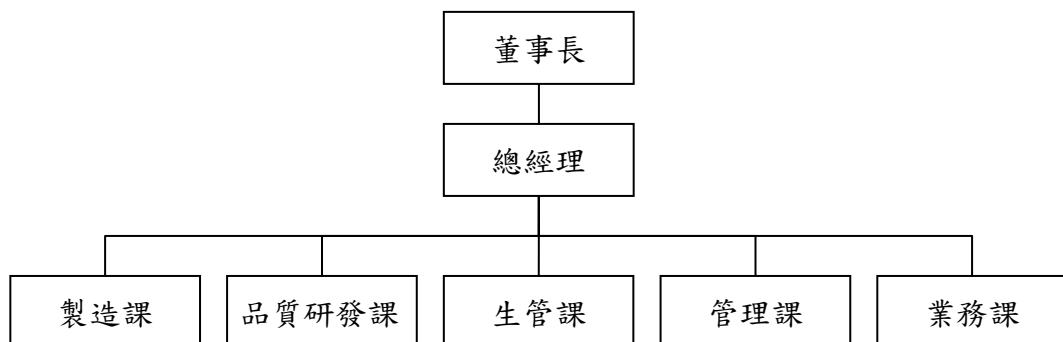 董事長
總經理
製造課
品質研發課
生管課
管理課
業務課